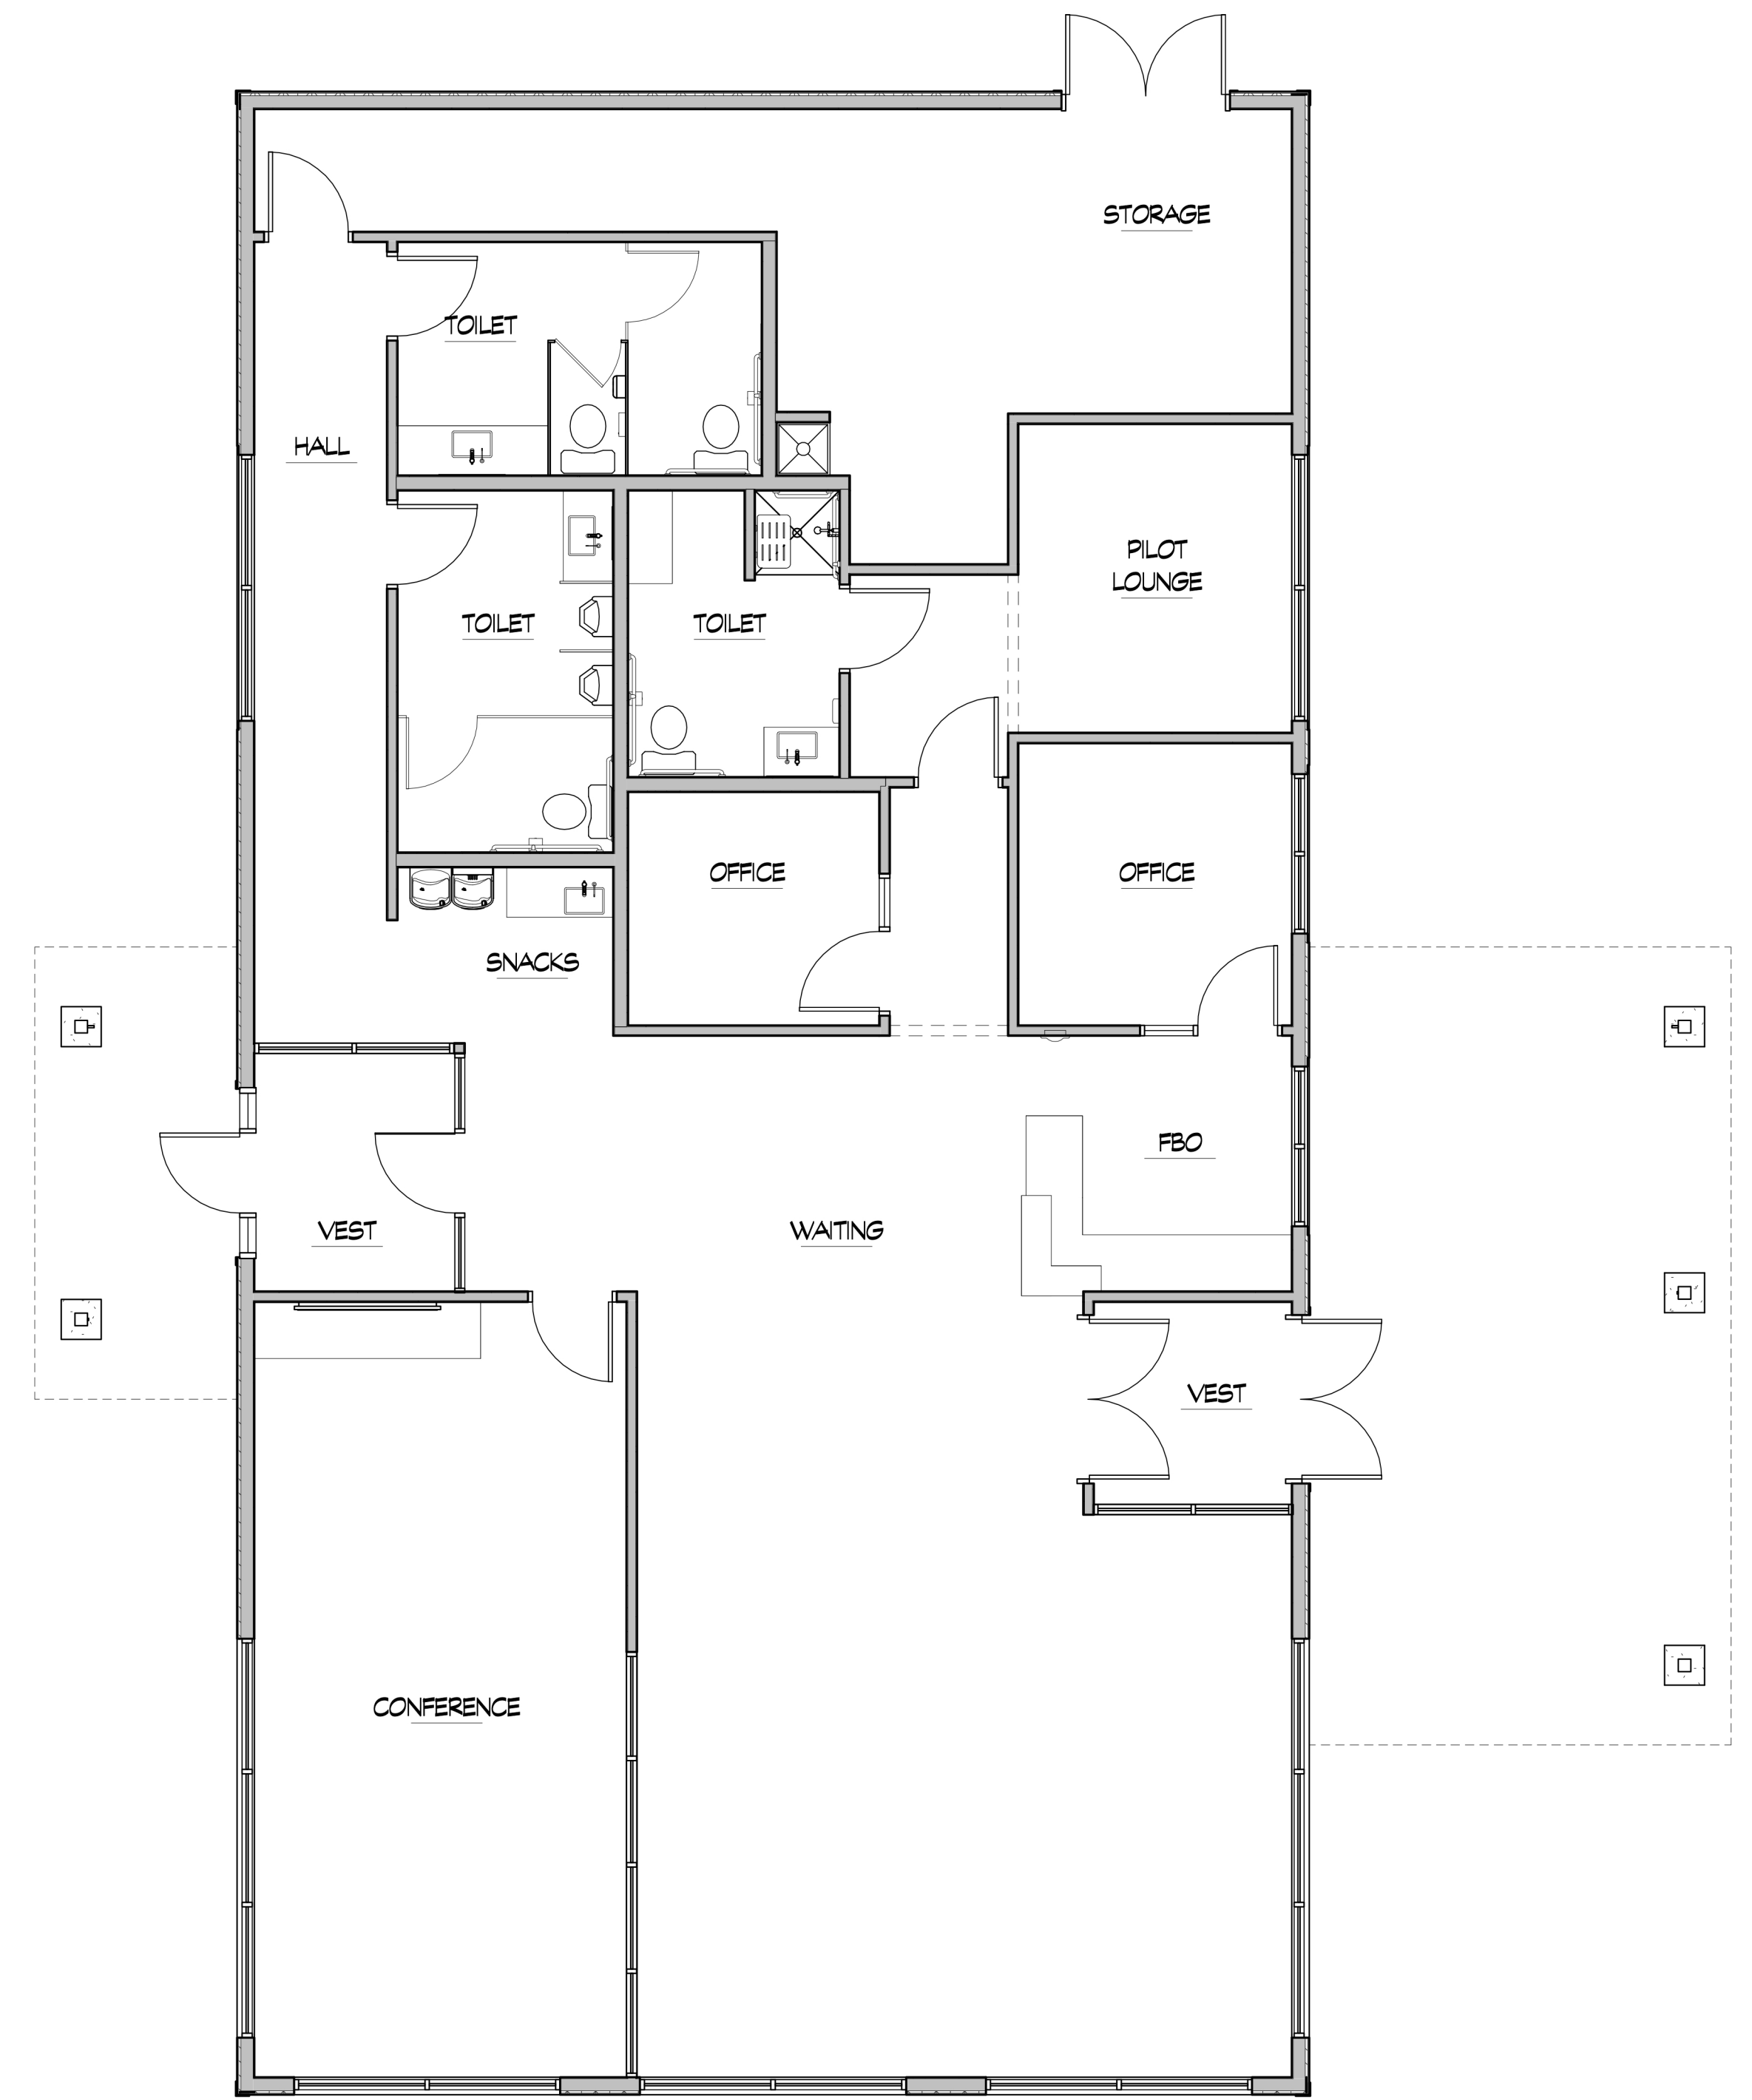 STORAGE
TOILET
HALL
PILOT
LOUNGE
TOILET
TOILET
OFFICE
OFFICE
SNACKS
FBO
VEST
WAITING
VEST
CONFERENCE